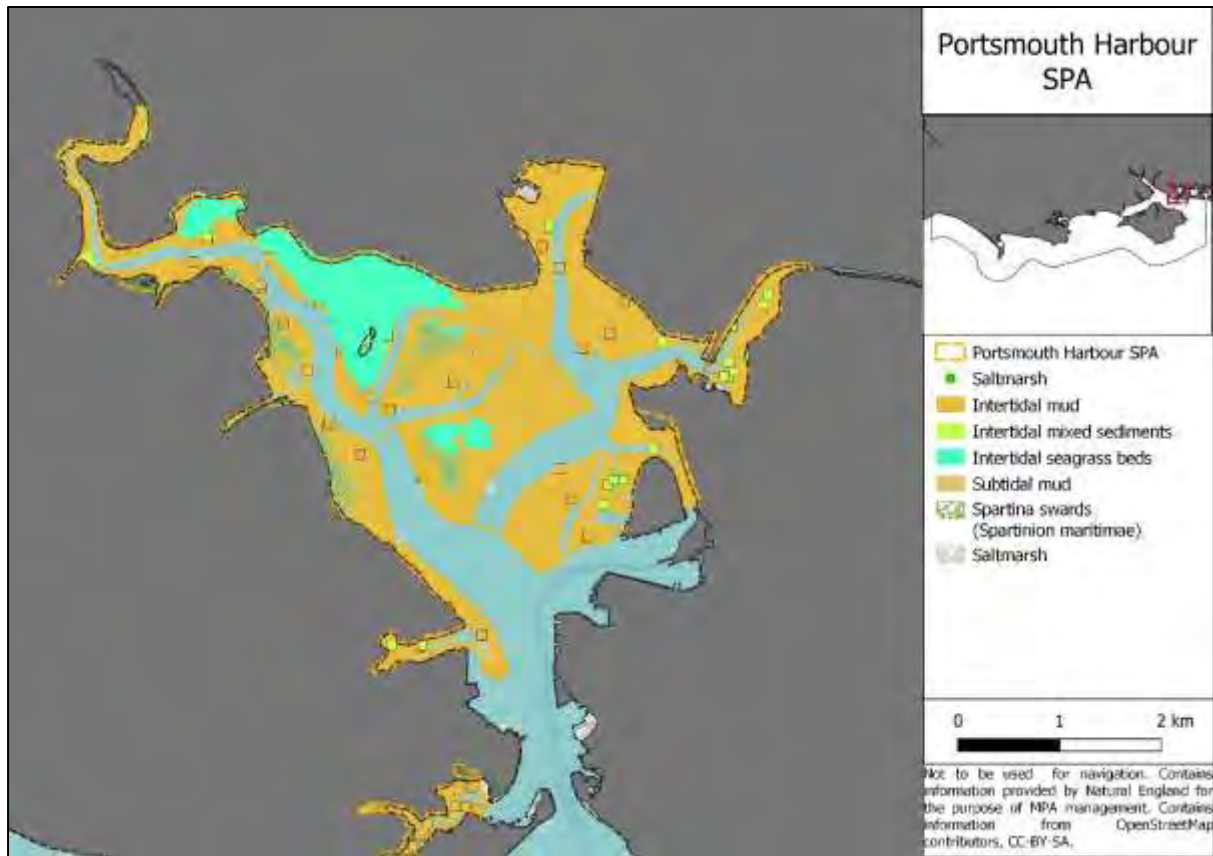 Portsmouth Harbour
SPA
Portsmouth Harbour SPA
Saltmarsh
Intertidal mud
Intertidal mixed sediments
Intertidal seagrass beds
Subtidal mud
Spartina swards
(Spartinion maritimae)
Saltmarsh
0 1 2 km
Not to be used for navigation. Contains
information provided by Natural England for
the purpose of MPA management. Contains
information from OpenStreetMap
contributors, CC-BY-SA.